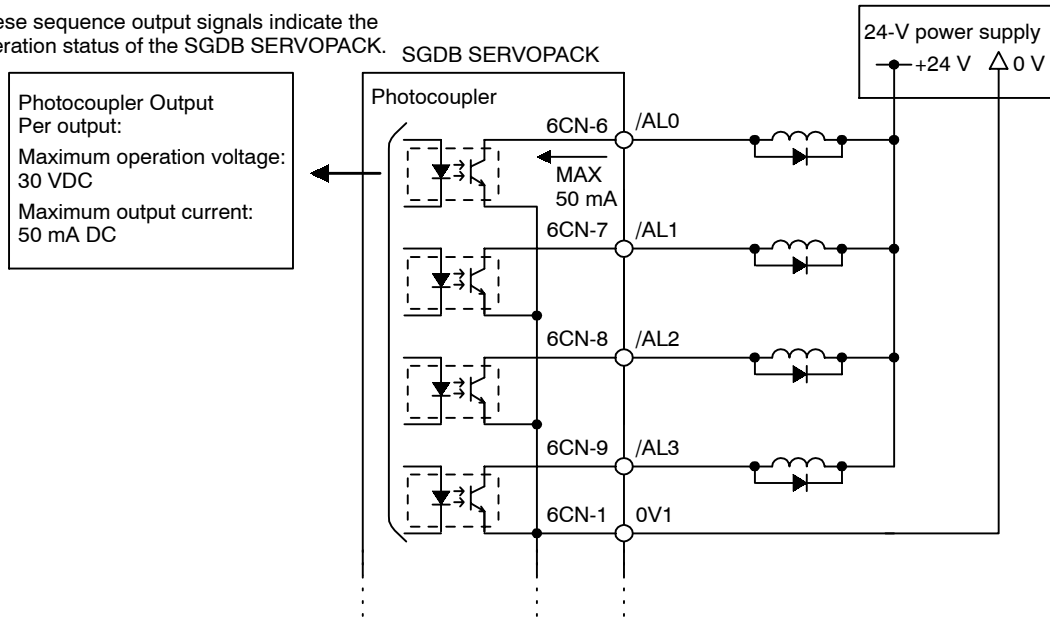 ese sequence output signals indicate the
eration status of the SGDB SERVOPACK.
SGDB SERVOPACK
24-V power supply
+24 V
0 V
Photocoupler Output
Per output:
Maximum operation voltage:
30 VDC
Maximum output current:
50 mA DC
Photocoupler
6CN-6
/AL0
MAX
50 mA
6CN-7
/AL1
6CN-8
/AL2
6CN-9
/AL3
6CN-1
0V1